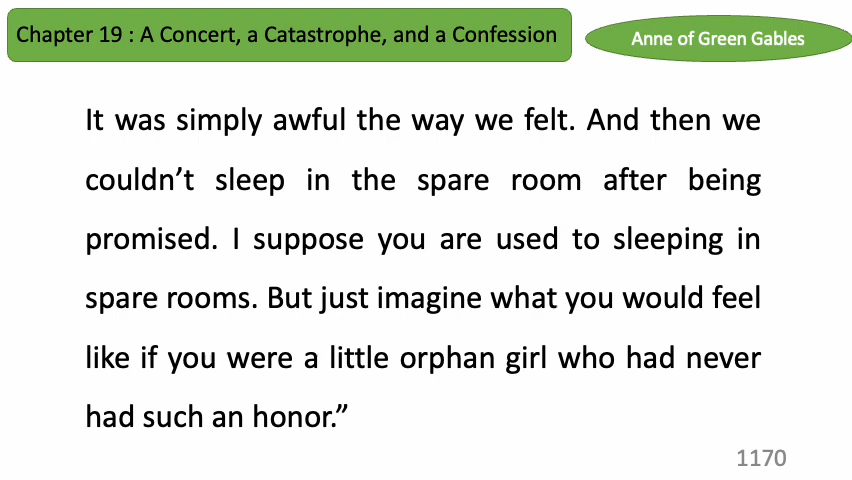 Chapter 19 : A Concert, a Catastrophe, and a Confession
Anne of Green Gables
It was simply awful the way we felt. And then we
couldn’t sleep in the spare room after being
promised. I suppose you are used to sleeping in
spare rooms. But just imagine what you would feel
like if you were a little orphan girl who had never
had such an honor.”
1170